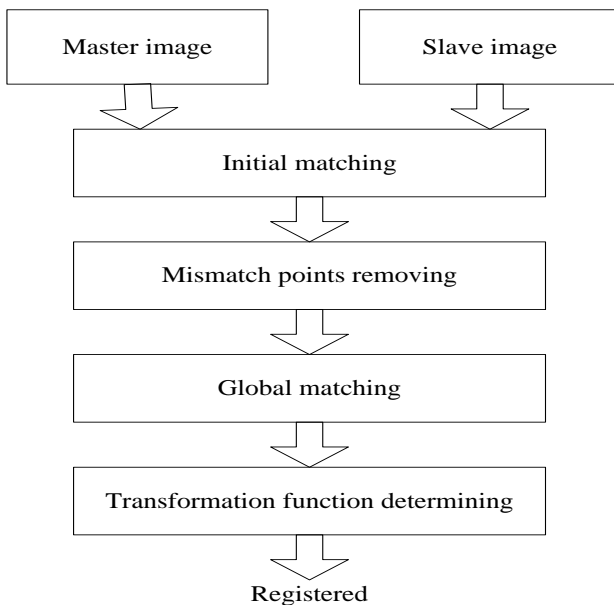 Master image
Slave image
Initial matching
Mismatch points removing
Global matching
Transformation function determining
Registered